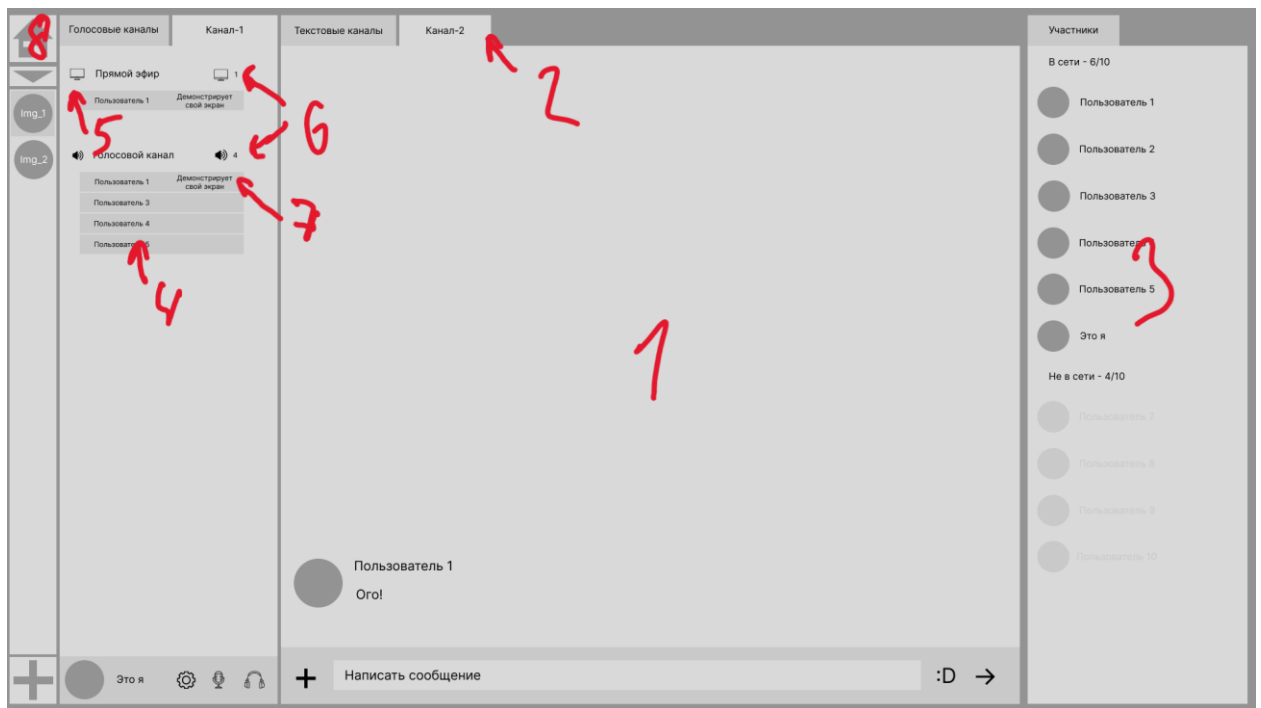 8
Голосовые каналы
Канал-1
Текстовые каналы
Канал-2
Участники
2
Прямой эфир
1
Пользователь 1
Демонстрирует
свой экран
5
6
Голосовой канал
4
Пользователь 1
Демонстрирует
свой экран
7
Пользователь 3
Пользователь 4
Пользователь 5
4
Img_1
Img_2
1
Пользователь 1
Ого!
В сети - 6/10
Пользователь 1
Пользователь 2
Пользователь 3
Пользователь
3
Пользователь 5
Это я
Не в сети - 4/10
Пользователь 7
Пользователь 8
Пользователь 9
Пользователь 10
Это я
Написать сообщение
:D